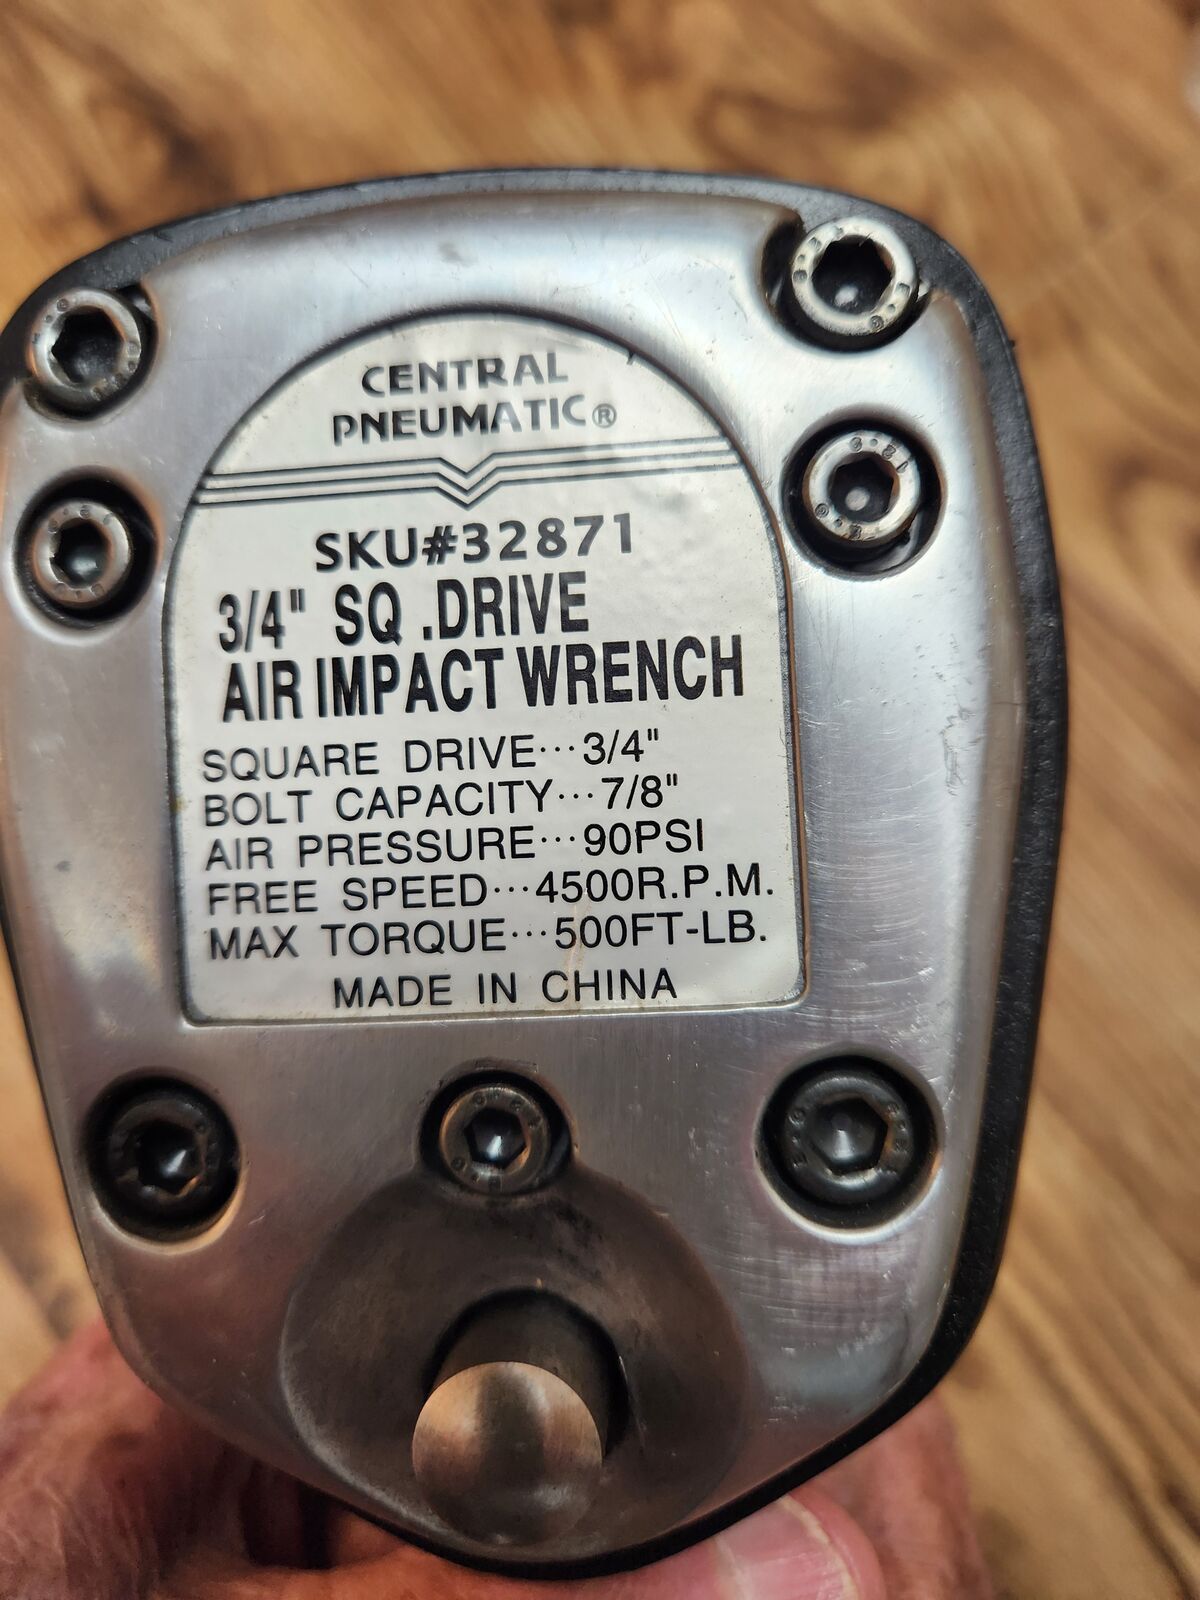 CENTRAL
PNEUMATIC®
SKU#32871
3/4" SQ .DRIVE
AIR IMPACT WRENCH
SQUARE DRIVE···3/4"
BOLT CAPACITY···7/8"
AIR PRESSURE···90PSI
FREE SPEED···4500R.P.M.
MAX TORQUE···500FT-LB.
MADE IN CHINA